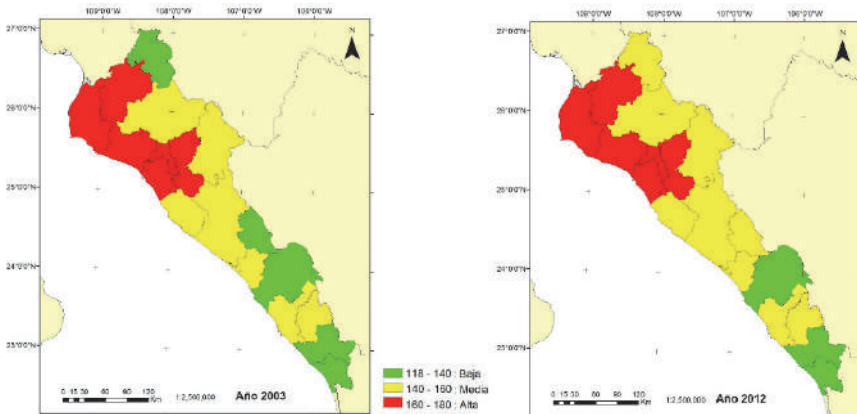 109°0'0"W 108°0'0"W 107°0'0"W 106°0'0"W
27°0'0"N
N
26°0'0"N
25°0'0"N
24°0'0"N
23°0'0"N
0 15 30 60 90 120
Km
1:2,500,000
Año 2003
118 - 140 : Baja
140 - 160 : Media
160 - 180 : Alta
109°0'0"W 108°0'0"W 107°0'0"W 106°0'0"W
27°0'0"N
N
26°0'0"N
25°0'0"N
24°0'0"N
23°0'0"N
0 15 30 60 90 120
Km
1:2,500,000
Año 2012